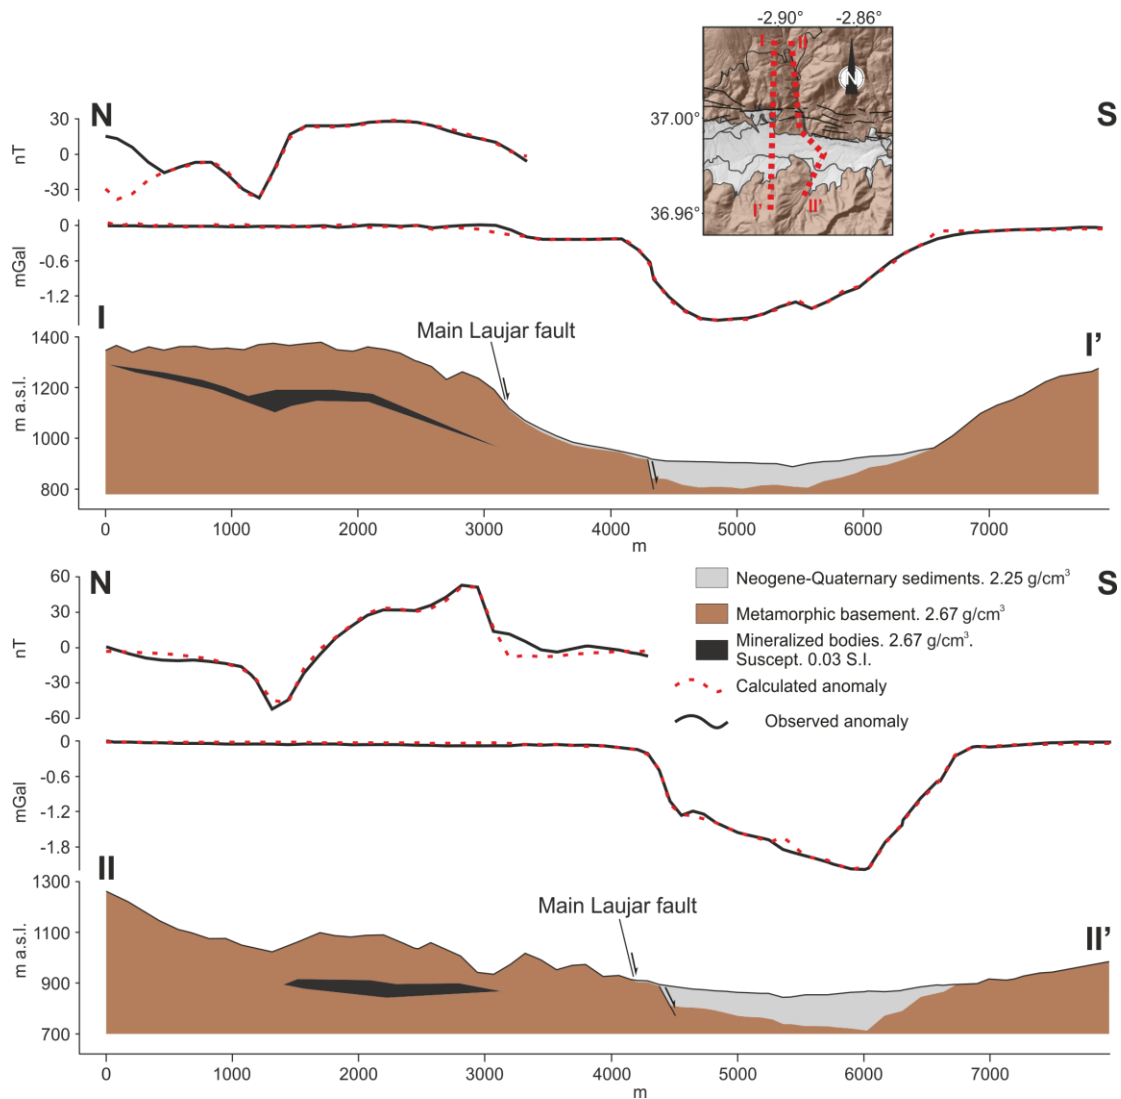 -2.90° -2.86°
I II
N
37.00°
36.96°
I' II'
N S
30
0
-30
nT
0
-0.6
-1.2
mGal
I I'
Main Laujar fault
1400
1200
1000
800
m a.s.l.
0 1000 2000 3000 4000 5000 6000 7000
m
N S
60
30
0
-30
-60
nT
Neogene-Quaternary sediments. 2.25 g/cm³
Metamorphic basement. 2.67 g/cm³
Mineralized bodies. 2.67 g/cm³.
Suscept. 0.03 S.I.
Calculated anomaly
Observed anomaly
0
-0.6
-1.2
-1.8
mGal
II II'
Main Laujar fault
1300
1100
900
700
m a.s.l.
0 1000 2000 3000 4000 5000 6000 7000
m